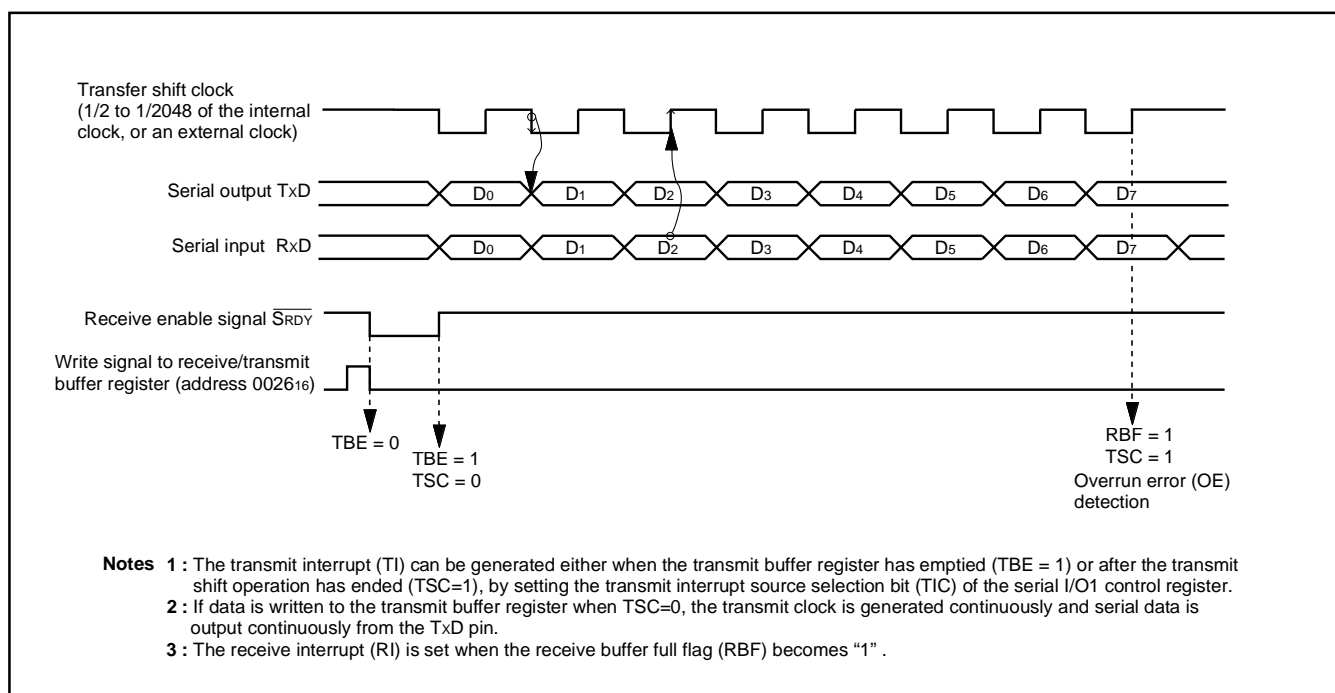 Transfer shift clock
(1/2 to 1/2048 of the internal
clock, or an external clock)
Serial output TxD
D0 D1 D2 D3 D4 D5 D6 D7
Serial input RxD
D0 D1 D2 D3 D4 D5 D6 D7
Receive enable signal SRDY
Write signal to receive/transmit
buffer register (address 002616)
TBE = 0
TBE = 1
TSC = 0
RBF = 1
TSC = 1
Overrun error (OE)
detection
Notes 1 : The transmit interrupt (TI) can be generated either when the transmit buffer register has emptied (TBE = 1) or after the transmit
shift operation has ended (TSC=1), by setting the transmit interrupt source selection bit (TIC) of the serial I/O1 control register.
2 : If data is written to the transmit buffer register when TSC=0, the transmit clock is generated continuously and serial data is
output continuously from the TxD pin.
3 : The receive interrupt (RI) is set when the receive buffer full flag (RBF) becomes “1” .